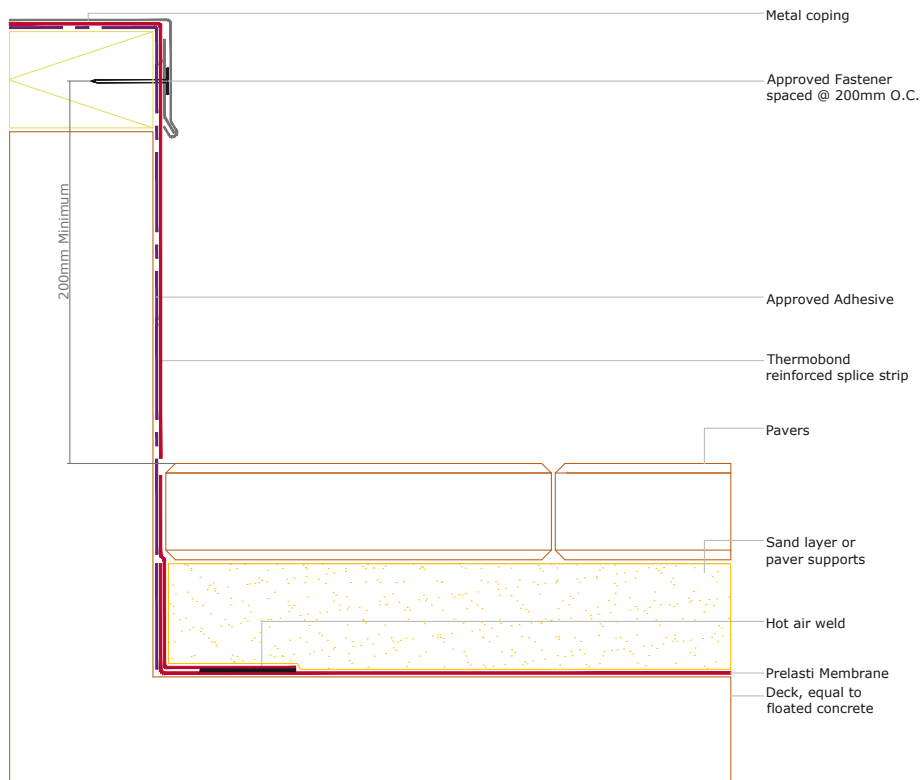 Metal coping
Approved Fastener
spaced @ 200mm O.C.
200mm Minimum
Approved Adhesive
Thermobond
reinforced splice strip
Pavers
Sand layer or
paver supports
Hot air weld
Prelasti Membrane
Deck, equal to
floated concrete